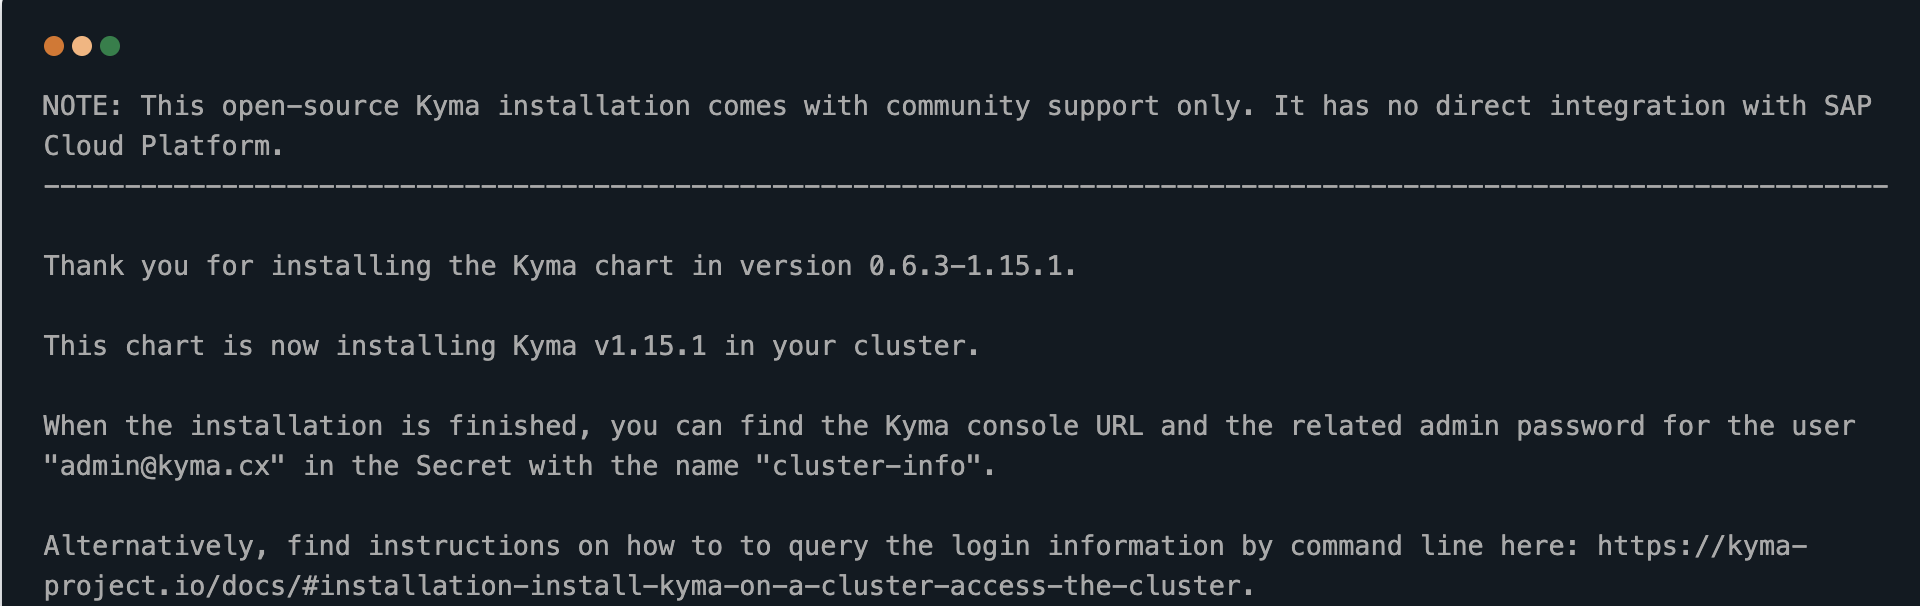 NOTE: This open-source Kyma installation comes with community support only. It has no direct integration with SAP
Cloud Platform.
------------------------------------------------------------------------------------------------------------------
Thank you for installing the Kyma chart in version 0.6.3-1.15.1.
This chart is now installing Kyma v1.15.1 in your cluster.
When the installation is finished, you can find the Kyma console URL and the related admin password for the user
"admin@kyma.cx" in the Secret with the name "cluster-info".
Alternatively, find instructions on how to to query the login information by command line here: https://kyma-
project.io/docs/#installation-install-kyma-on-a-cluster-access-the-cluster.